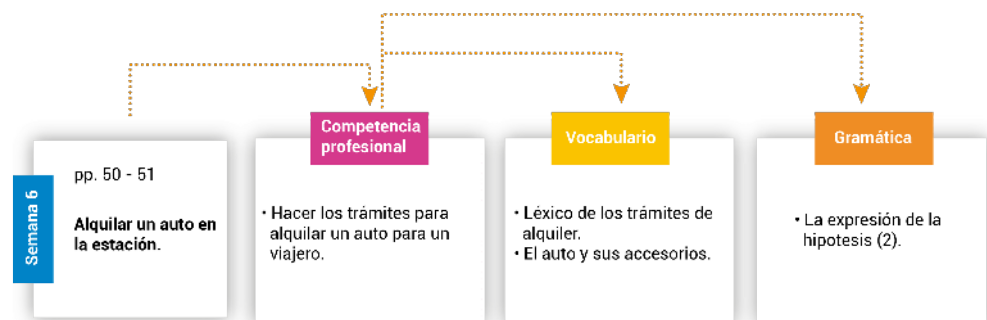 Semana 6
pp. 50 - 51
Alquilar un auto en
la estación.
Competencia
profesional
• Hacer los trámites para
alquilar un auto para un
viajero.
Vocabulario
• Léxico de los trámites de
alquiler.
• El auto y sus accesorios.
Gramática
• La expresión de la
hipotesis (2).